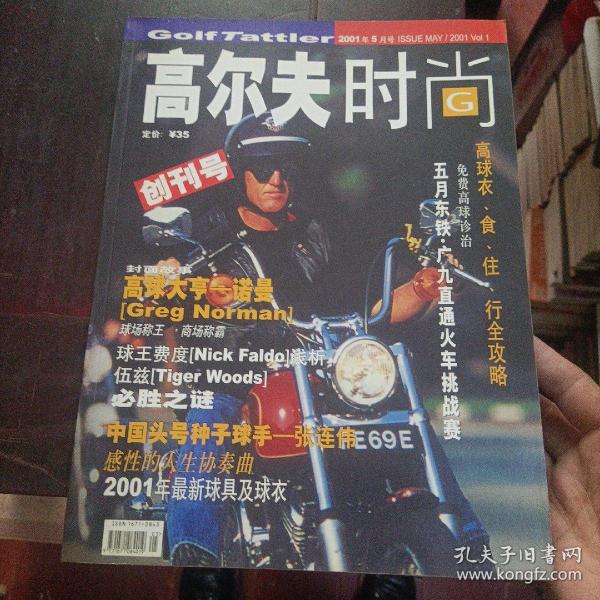 Golf Tattler
2001年5月号 ISSUE MAY / 2001 Vol 1
高尔夫时尚
G
定价: ¥35
创刊号
高球衣、食、住、行全攻略
免费高球诊治
五月东铁·广九直通火车挑战赛
封面故事
高球大亨—诺曼
[Greg Norman]
球场称王 · 商场称霸
球王费度[Nick Faldo]浅析
伍兹[Tiger Woods]
必胜之谜
中国头号种子球手—张连伟
感性的人生协奏曲
2001年最新球具及球衣
E69E
ISSN 1671-0843
孔夫子旧书网
www.kongfz.com